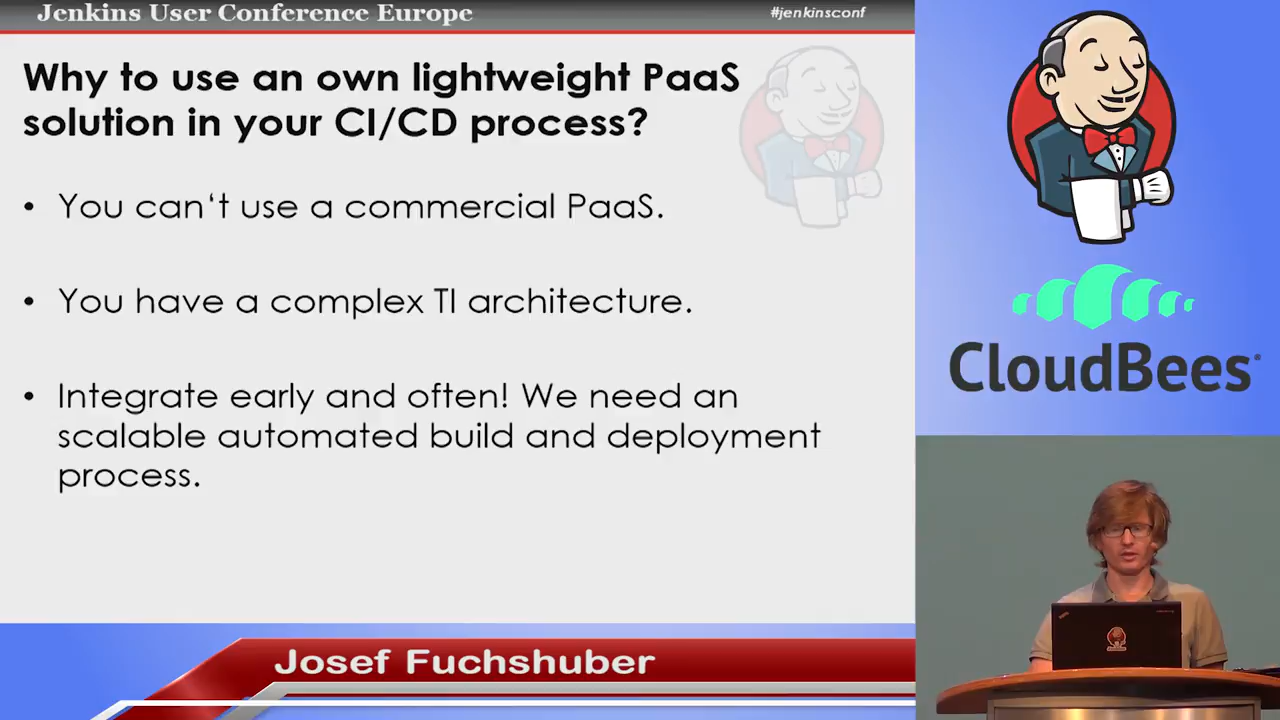 Jenkins User Conference Europe
#jenkinsconf
Why to use an own lightweight PaaS
solution in your CI/CD process?
• You can‘t use a commercial PaaS.
• You have a complex TI architecture.
• Integrate early and often! We need an
scalable automated build and deployment
process.
CloudBees
Josef Fuchshuber